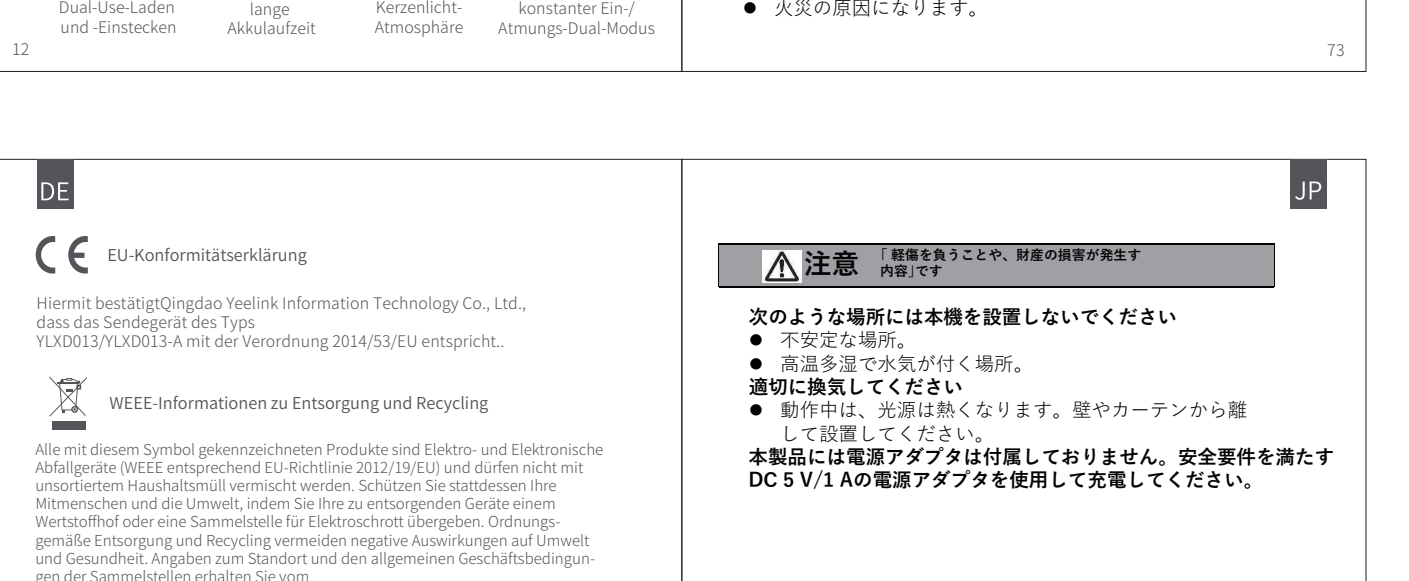 Dual-Use-Laden
und -Einstecken
lange
Akkulaufzeit
Kerzenlicht-
Atmosphäre
konstanter Ein-/
Atmungs-Dual-Modus
12
● 火災の原因になります。
73
DE
CE EU-Konformitätserklärung
Hiermit bestätigtQingdao Yeelink Information Technology Co., Ltd.,
dass das Sendegerät des Typs
YLXD013/YLXD013-A mit der Verordnung 2014/53/EU entspricht..
WEEE-Informationen zu Entsorgung und Recycling
Alle mit diesem Symbol gekennzeichneten Produkte sind Elektro- und Elektronische
Abfallgeräte (WEEE entsprechend EU-Richtlinie 2012/19/EU) und dürfen nicht mit
unsortiertem Haushaltsmüll vermischt werden. Schützen Sie stattdessen Ihre
Mitmenschen und die Umwelt, indem Sie Ihre zu entsorgenden Geräte einem
Wertstoffhof oder eine Sammelstelle für Elektroschrott übergeben. Ordnungs-
gemäße Entsorgung und Recycling vermeiden negative Auswirkungen auf Umwelt
und Gesundheit. Angaben zum Standort und den allgemeinen Geschäftsbedingun-
gen der Sammelstellen erhalten Sie vom
JP
注意
「軽傷を負うことや、財産の損害が発生す
内容」です
次のような場所には本機を設置しないでください
● 不安定な場所。
● 高温多湿で水気が付く場所。
適切に換気してください
● 動作中は、光源は熱くなります。壁やカーテンから離
して設置してください。
本製品には電源アダプタは付属しておりません。安全要件を満たす
DC 5 V/1 Aの電源アダプタを使用して充電してください。